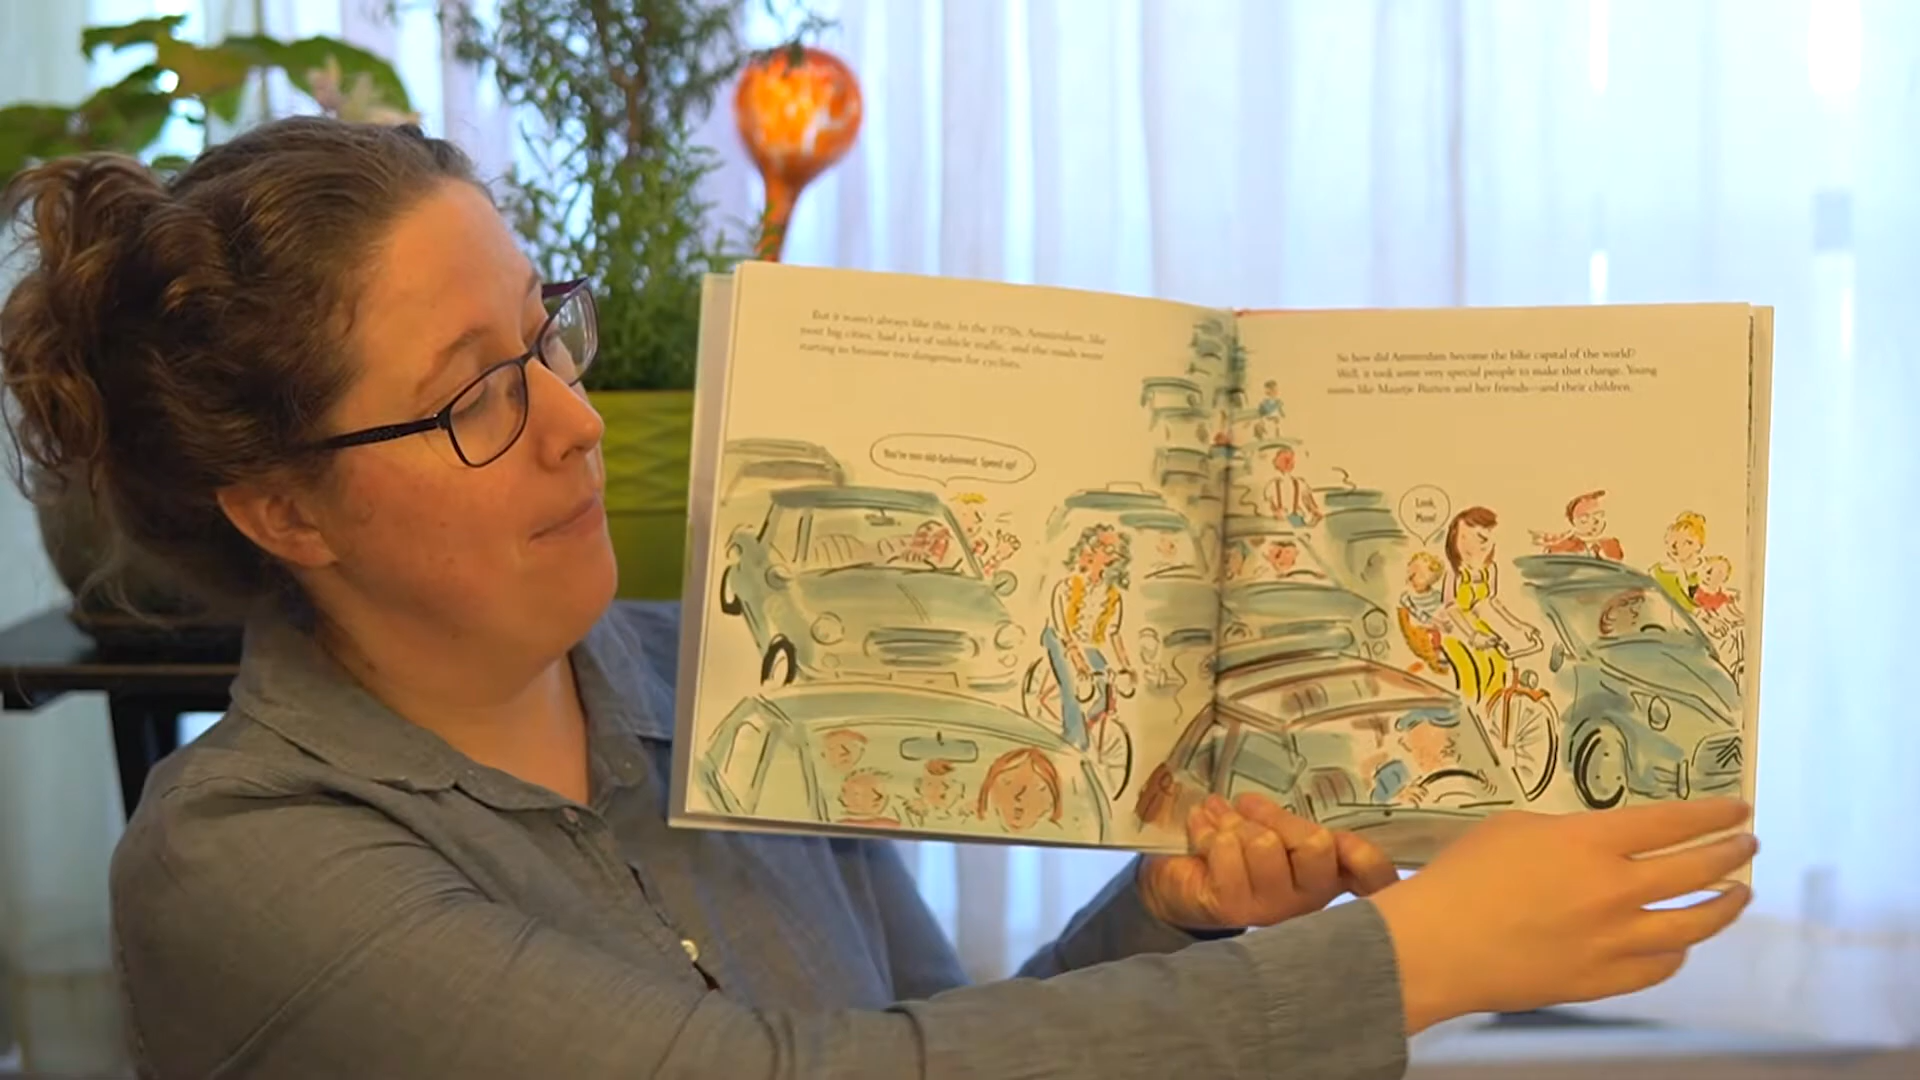 But it wasn't always like this. In the 1970s, Amsterdam, like
most big cities, had a lot of vehicle traffic, and the roads were
starting to become too dangerous for cyclists.
You're too old-fashioned. Speed up!
So how did Amsterdam become the bike capital of the world?
Well, it took some very special people to make that change. Young
moms like Maartje Rutten and her friends—and their children.
Look,
Mom!